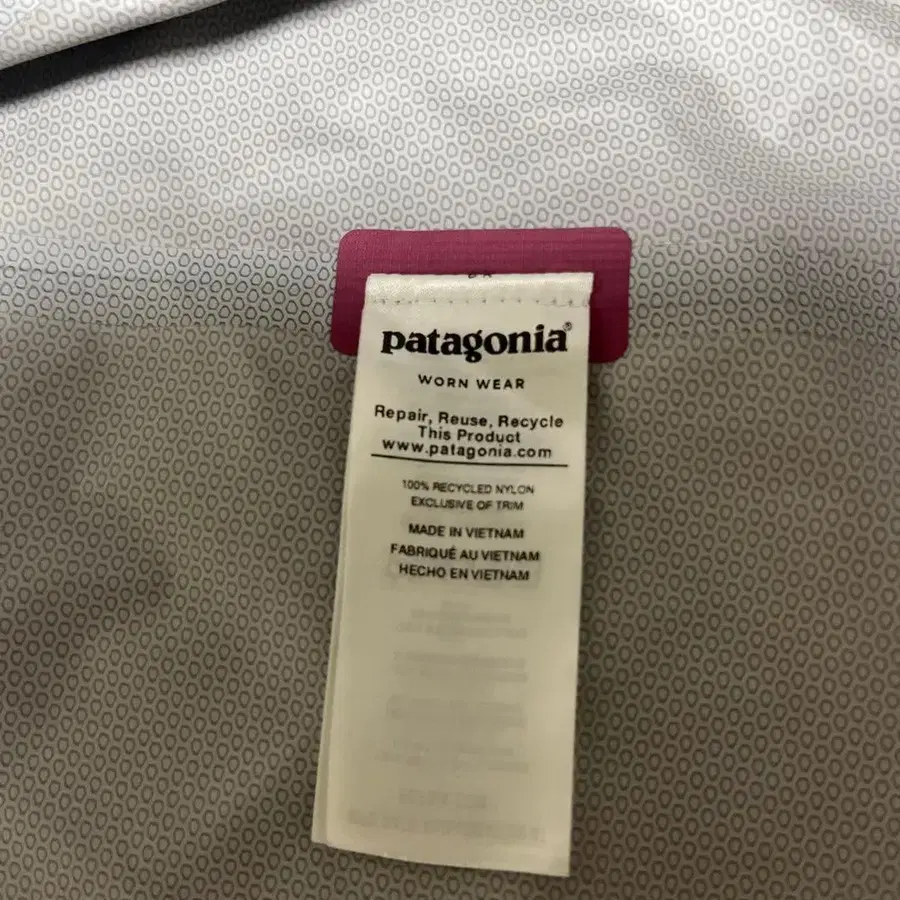 patagonia®
WORN WEAR
Repair, Reuse, Recycle
This Product
www.patagonia.com
100% RECYCLED NYLON
EXCLUSIVE OF TRIM
MADE IN VIETNAM
FABRIQUÉ AU VIETNAM
HECHO EN VIETNAM